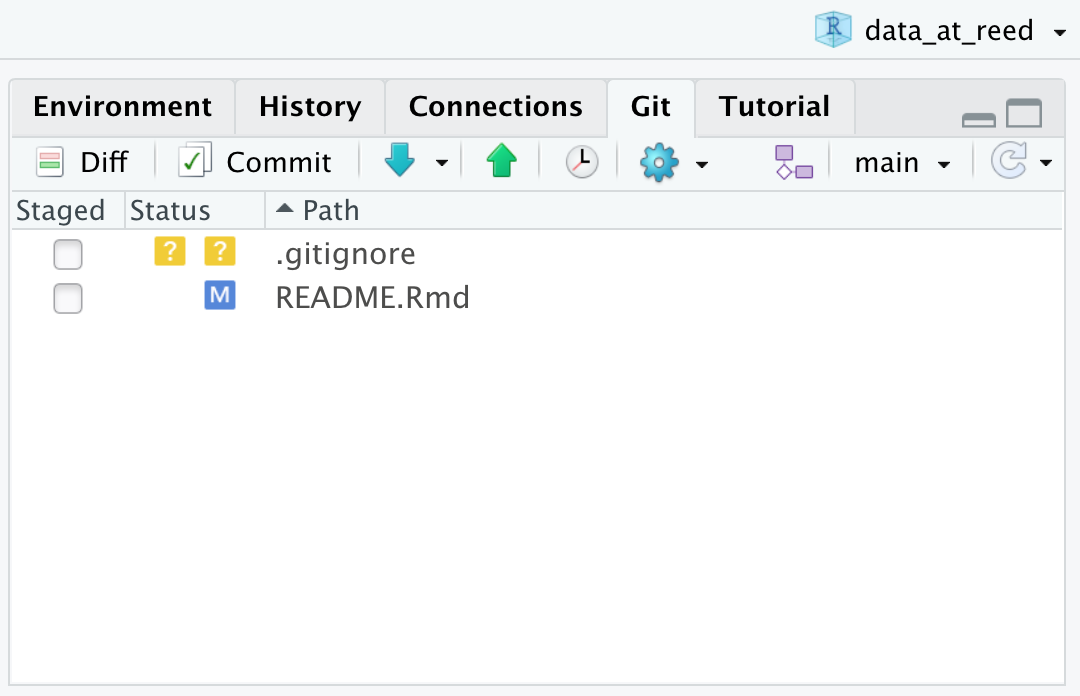 data_at_reed
Environment History Connections Git Tutorial
Diff Commit main
Staged Status Path
? ? .gitignore
M README.Rmd